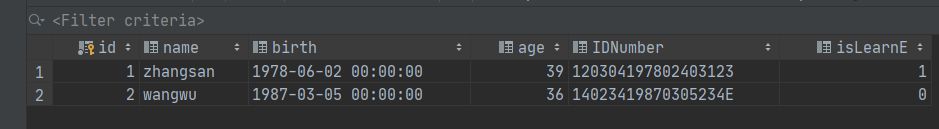 <Filter criteria>
id name birth age IDNumber isLearnE
1 1 zhangsan 1978-06-02 00:00:00 39 120304197802403123 1
2 2 wangwu 1987-03-05 00:00:00 36 14023419870305234E 0